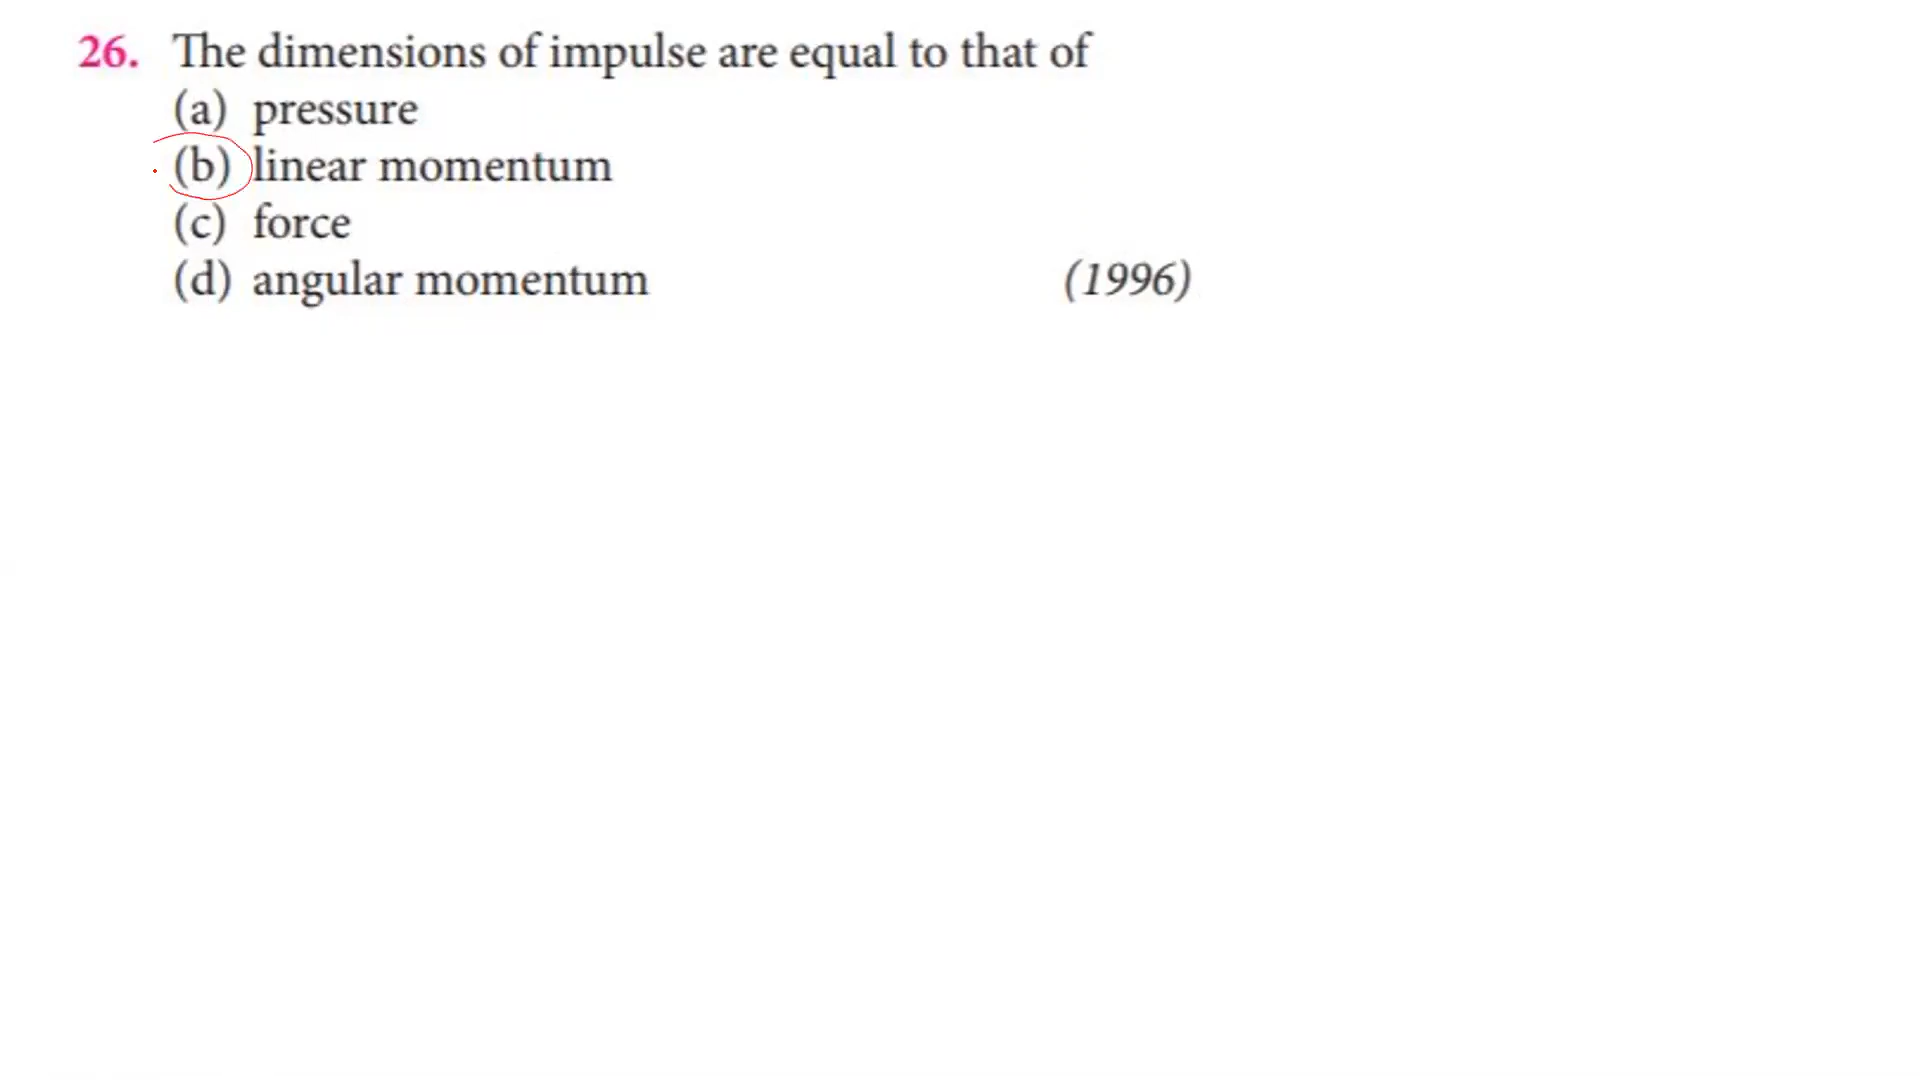 26. The dimensions of impulse are equal to that of
(a) pressure
(b) linear momentum
(c) force
(d) angular momentum (1996)